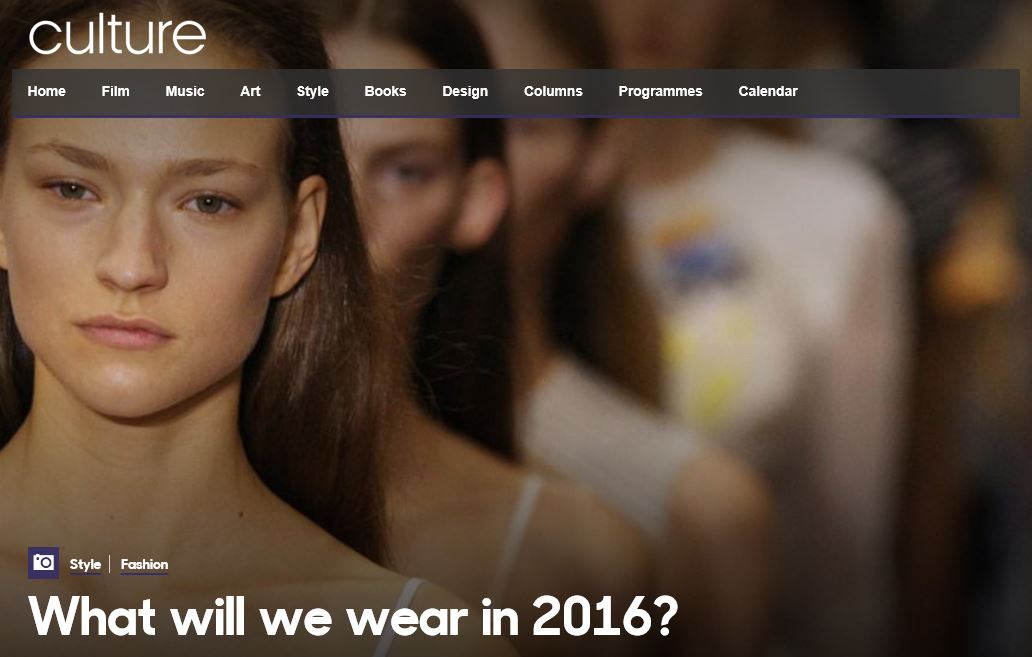 culture
Home Film Music Art Style Books Design Columns Programmes Calendar
Style | Fashion
What will we wear in 2016?